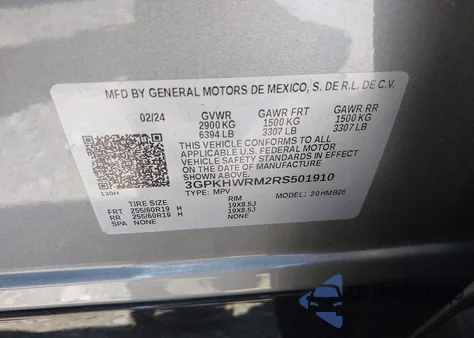 MFD BY GENERAL MOTORS DE MEXICO, S. DE R.L. DE C.V.
02/24 GVWR GAWR FRT GAWR RR
2900 KG 1500 KG 1500 KG
6394 LB 3307 LB 3307 LB
THIS VEHICLE CONFORMS TO ALL APPLICABLE
U.S. FEDERAL MOTOR VEHICLE SAFETY
STANDARDS IN EFFECT ON THE DATE OF
MANUFACTURE SHOWN ABOVE.
3GPKHWRM2RS501910
130H TYPE: MPV MODEL: 20HMB26
TIRE SIZE RIM
FRT 255/60R19 H 19X8.5J
RR 255/60R19 H 19X8.5J
SPA NONE NONE